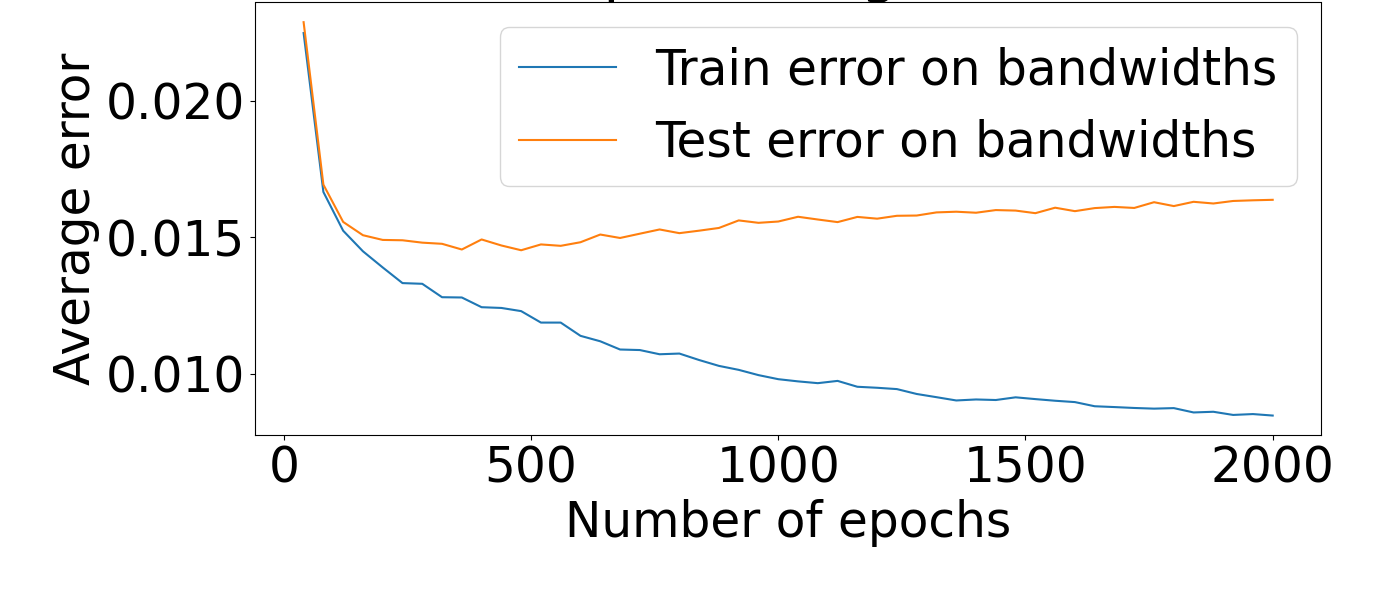 Train error on bandwidths
Test error on bandwidths
Average error
0.020
0.015
0.010
0
500
1000
1500
2000
Number of epochs